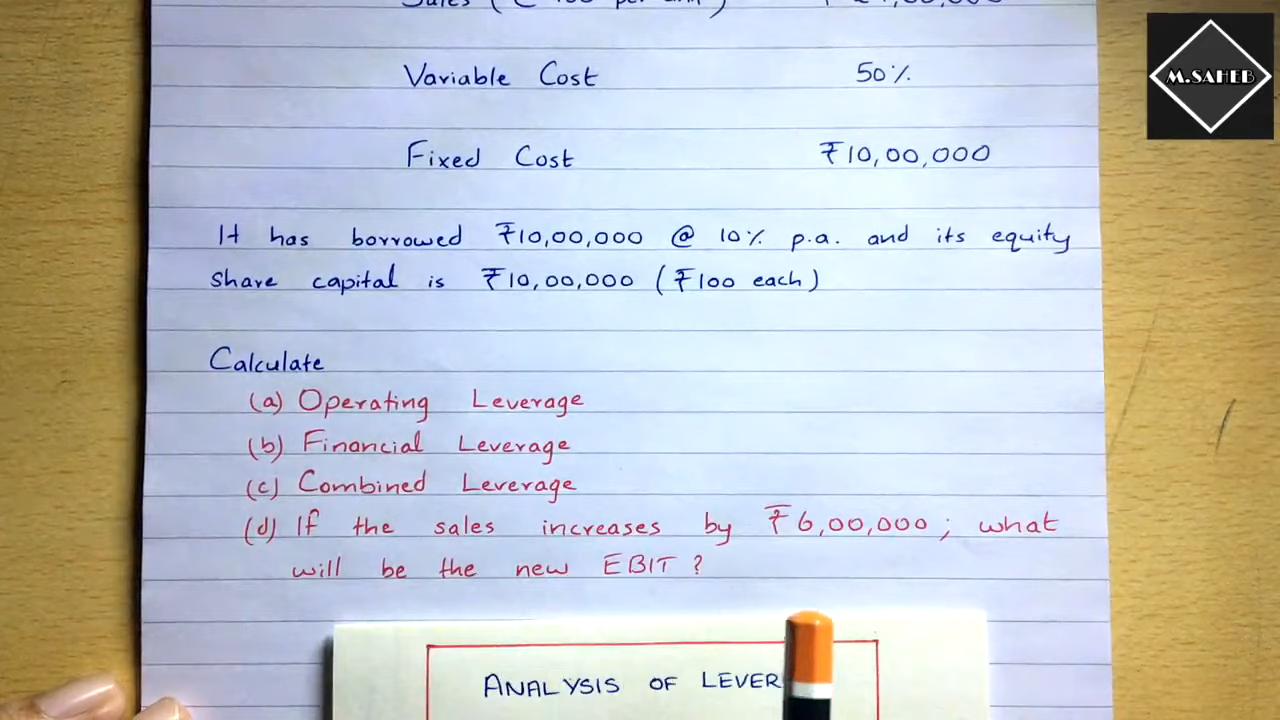 Variable Cost 50%
Fixed Cost ₹10,00,000
It has borrowed ₹10,00,000 @ 10% p.a. and its equity
share capital is ₹10,00,000 (₹100 each)
Calculate
(a) Operating Leverage
(b) Financial Leverage
(c) Combined Leverage
(d) If the sales increases by ₹6,00,000; what
will be the new EBIT ?
ANALYSIS OF LEVER
M.SAHEB